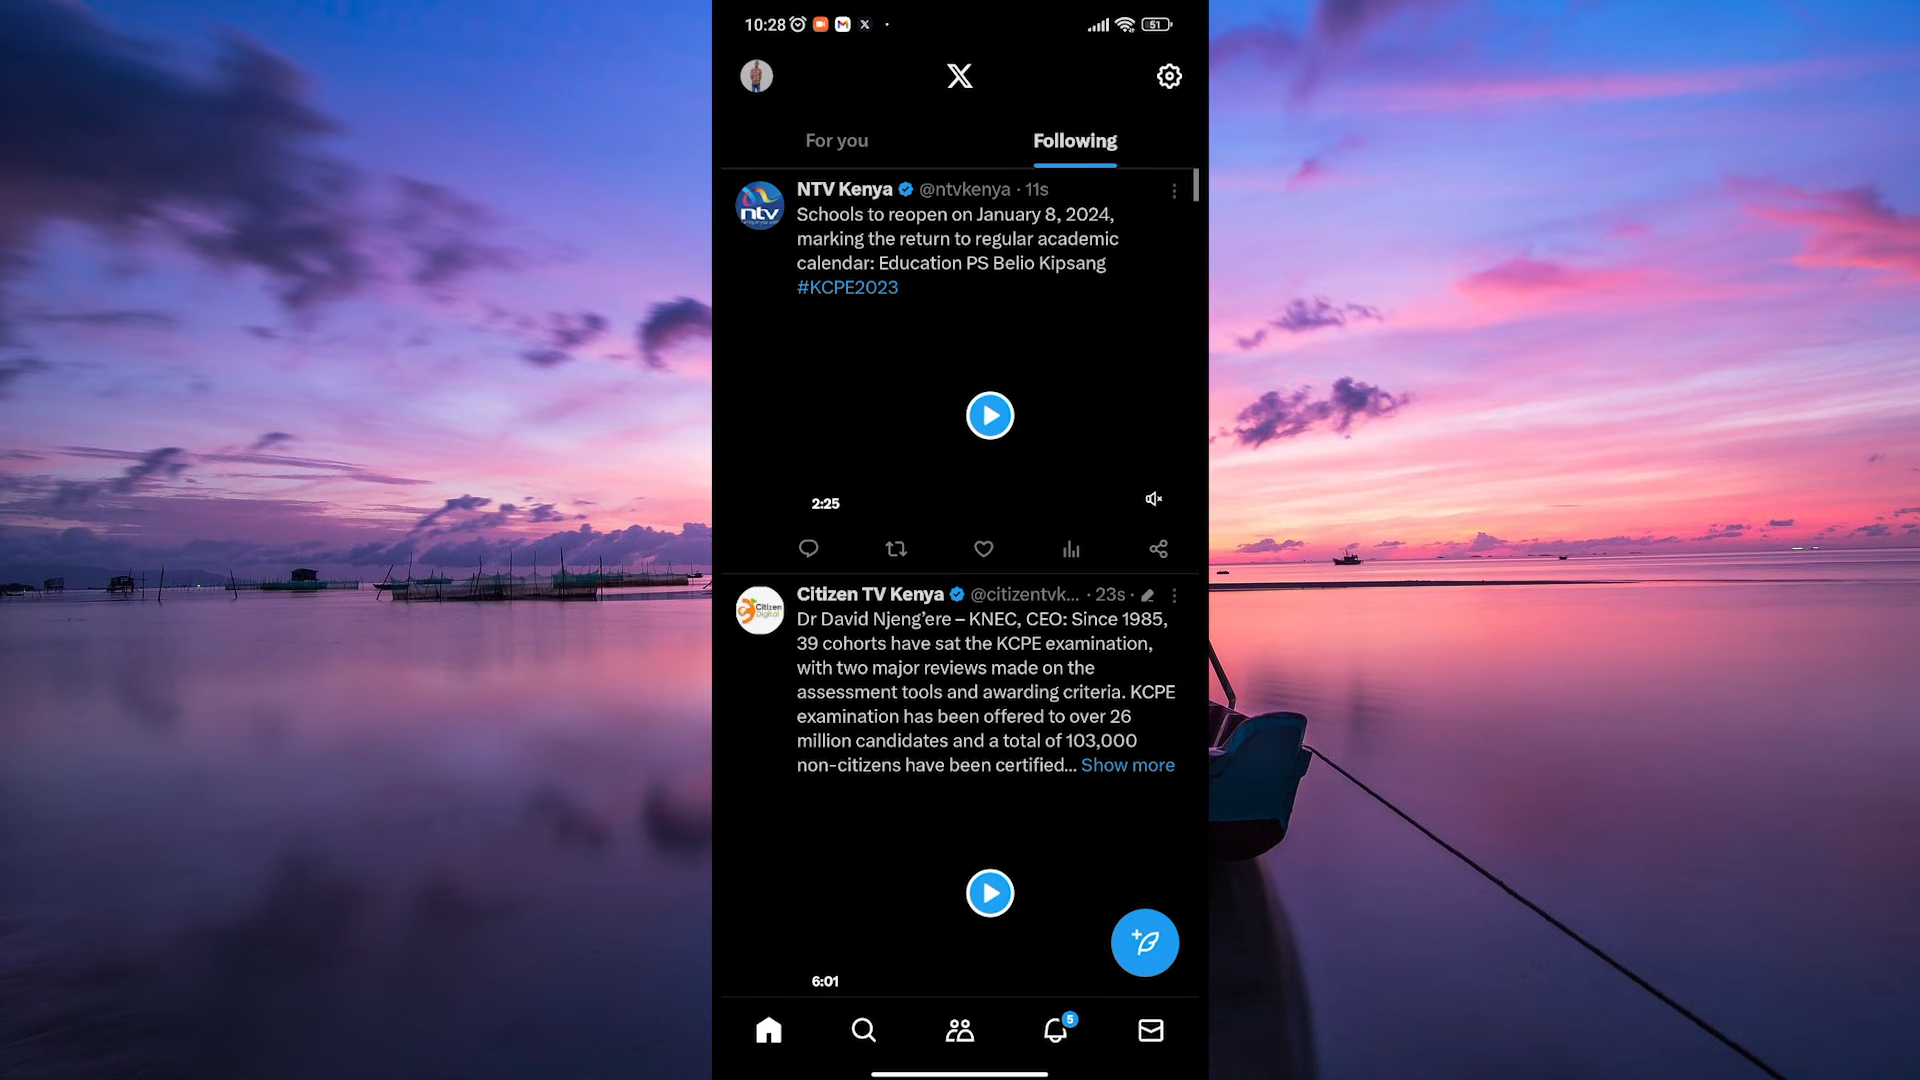 10:28
51
For you
Following
NTV Kenya @ntvkenya · 11s
ntv
Schools to reopen on January 8, 2024,
marking the return to regular academic
calendar: Education PS Belio Kipsang
#KCPE2023
2:25
Citizen TV Kenya @citizentvk... · 23s ·
Citizen
Digital
Dr David Njeng’ere – KNEC, CEO: Since 1985,
39 cohorts have sat the KCPE examination,
with two major reviews made on the
assessment tools and awarding criteria. KCPE
examination has been offered to over 26
million candidates and a total of 103,000
non-citizens have been certified... Show more
6:01
5